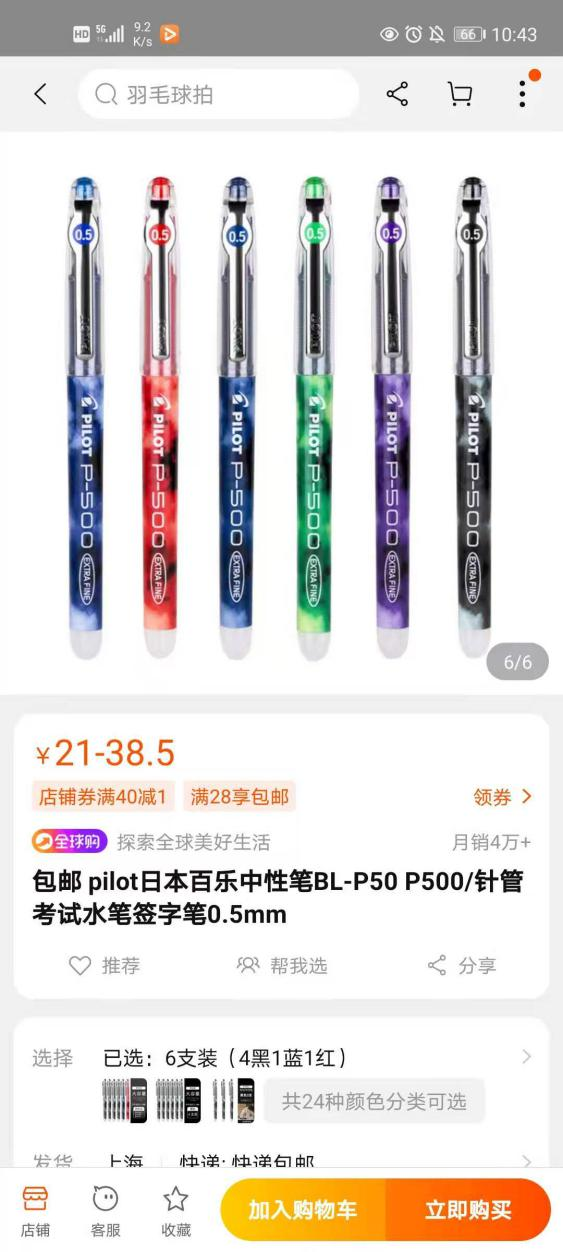 HD 5G 9.2 K/s 66 10:43
羽毛球拍
0.5 0.5 0.5 0.5 0.5 0.5
PILOT P-500 EXTRA FINE
PILOT P-500 EXTRA FINE
PILOT P-500 EXTRA FINE
PILOT P-500 EXTRA FINE
PILOT P-500 EXTRA FINE
PILOT P-500 EXTRA FINE
6/6
¥21-38.5
店铺券满40减1 满28享包邮 领券
全球购 探索全球美好生活 月销4万+
包邮 pilot日本百乐中性笔BL-P50 P500/针管
考试水笔签字笔0.5mm
推荐 帮我选 分享
选择 已选：6支装（4黑1蓝1红）
共24种颜色分类可选
发货 上海 快递: 快递包邮
店铺 客服 收藏 加入购物车 立即购买